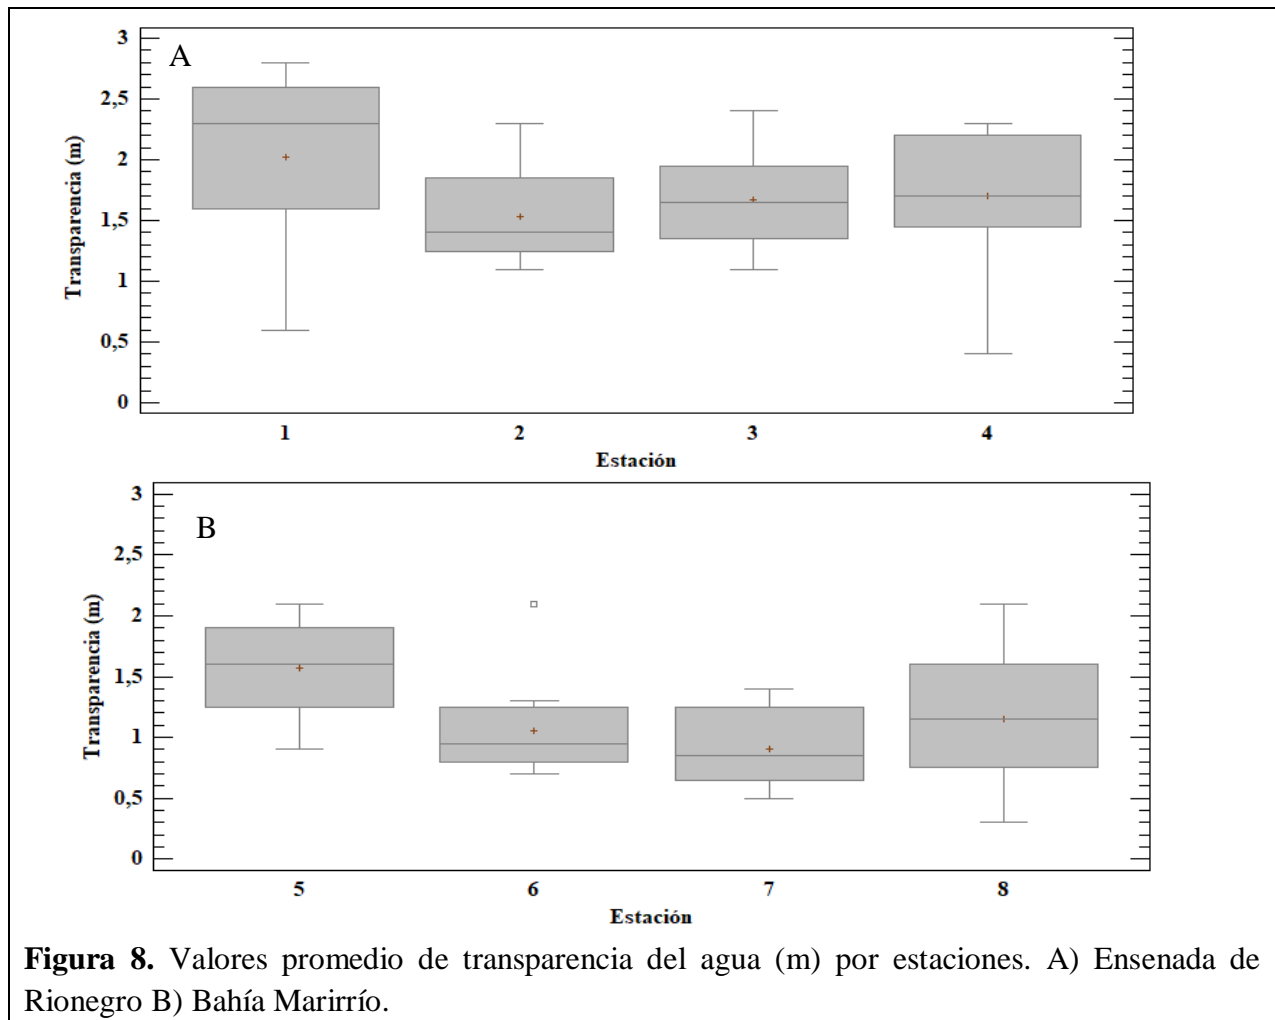 A
3
2,5
2
1,5
1
0,5
0
Transparencia (m)
1 2 3 4
Estación
B
3
2,5
2
1,5
1
0,5
0
Transparencia (m)
5 6 7 8
Estación
Figura 8. Valores promedio de transparencia del agua (m) por estaciones. A) Ensenada de
Rionegro B) Bahía Marirrío.